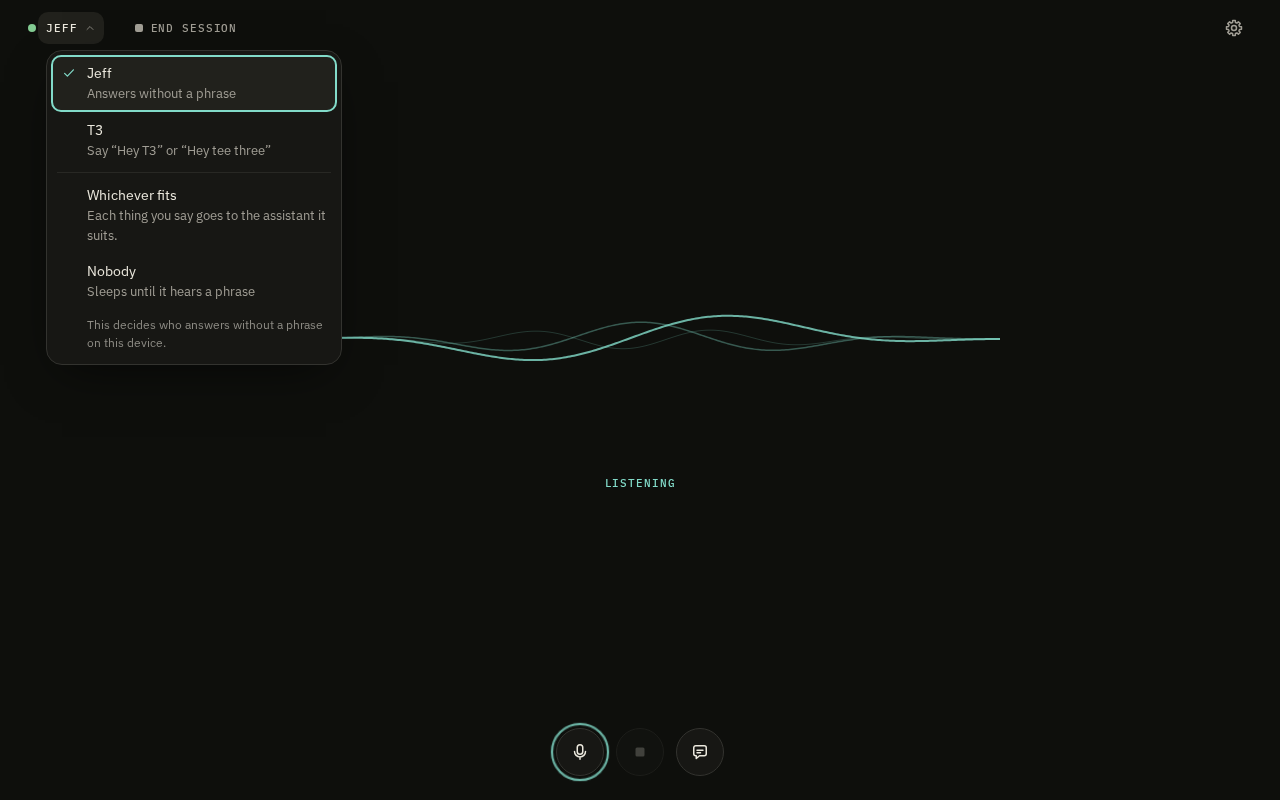 JEFF
END SESSION
Jeff
Answers without a phrase
T3
Say “Hey T3” or “Hey tee three”
Whichever fits
Each thing you say goes to the assistant it
suits.
Nobody
Sleeps until it hears a phrase
This decides who answers without a phrase
on this device.
LISTENING